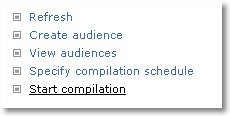 Refresh
Create audience
View audiences
Specify compilation schedule
Start compilation